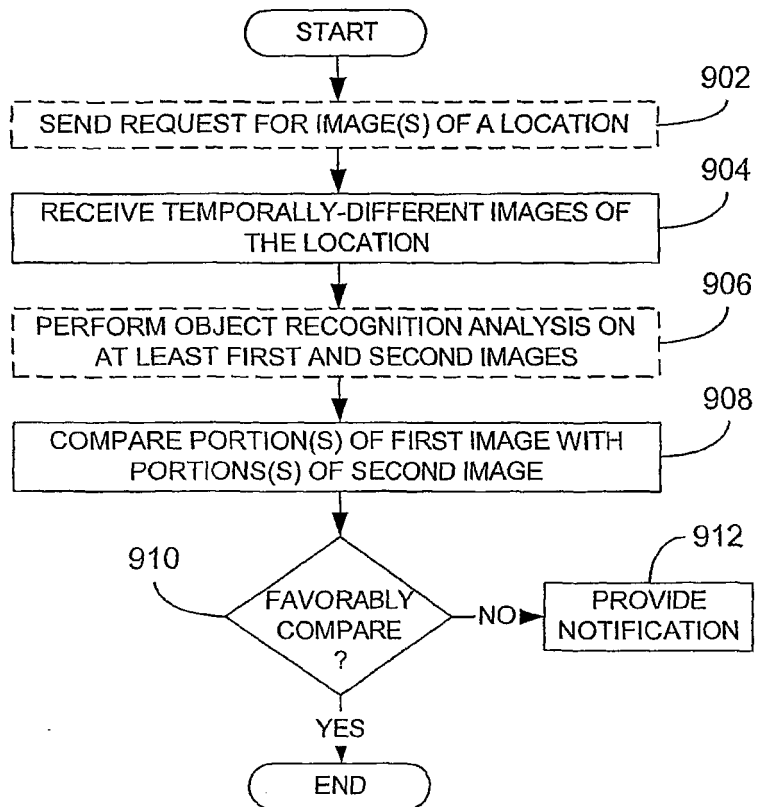 START
902
SEND REQUEST FOR IMAGE(S) OF A LOCATION
904
RECEIVE TEMPORALLY-DIFFERENT IMAGES OF
THE LOCATION
906
PERFORM OBJECT RECOGNITION ANALYSIS ON
AT LEAST FIRST AND SECOND IMAGES
908
COMPARE PORTION(S) OF FIRST IMAGE WITH
PORTIONS(S) OF SECOND IMAGE
910
FAVORABLY
COMPARE
?
NO
912
PROVIDE
NOTIFICATION
YES
END